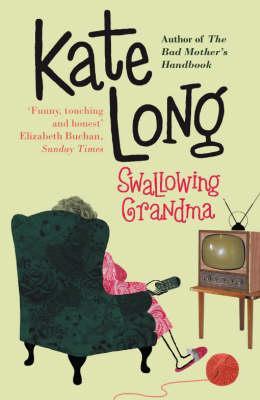 Kate
Long
Author of The
Bad Mother's
Handbook
'Funny, touching
and honest'
Elizabeth Buchan,
Sunday Times
Swallowing
Grandma